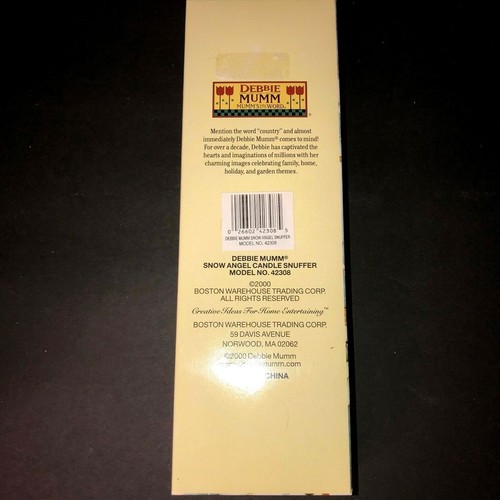 DEBBIE
MUMM
MUMM'S THE WORD
®
Mention the word "country" and almost
immediately Debbie Mumm® comes to mind!
For over a decade, Debbie has captivated the
hearts and imaginations of millions with her
charming images celebrating family, home,
holiday, and garden themes.
0 26602 42308 5
DEBBIE MUMM SNOW ANGEL SNUFFER
MODEL NO. 42308
DEBBIE MUMM®
SNOW ANGEL CANDLE SNUFFER
MODEL NO. 42308
©2000
BOSTON WAREHOUSE TRADING CORP.
ALL RIGHTS RESERVED
Creative Ideas For Home Entertaining™
BOSTON WAREHOUSE TRADING CORP.
59 DAVIS AVENUE
NORWOOD, MA 02062
©2000 Debbie Mumm
mumm.com
CHINA